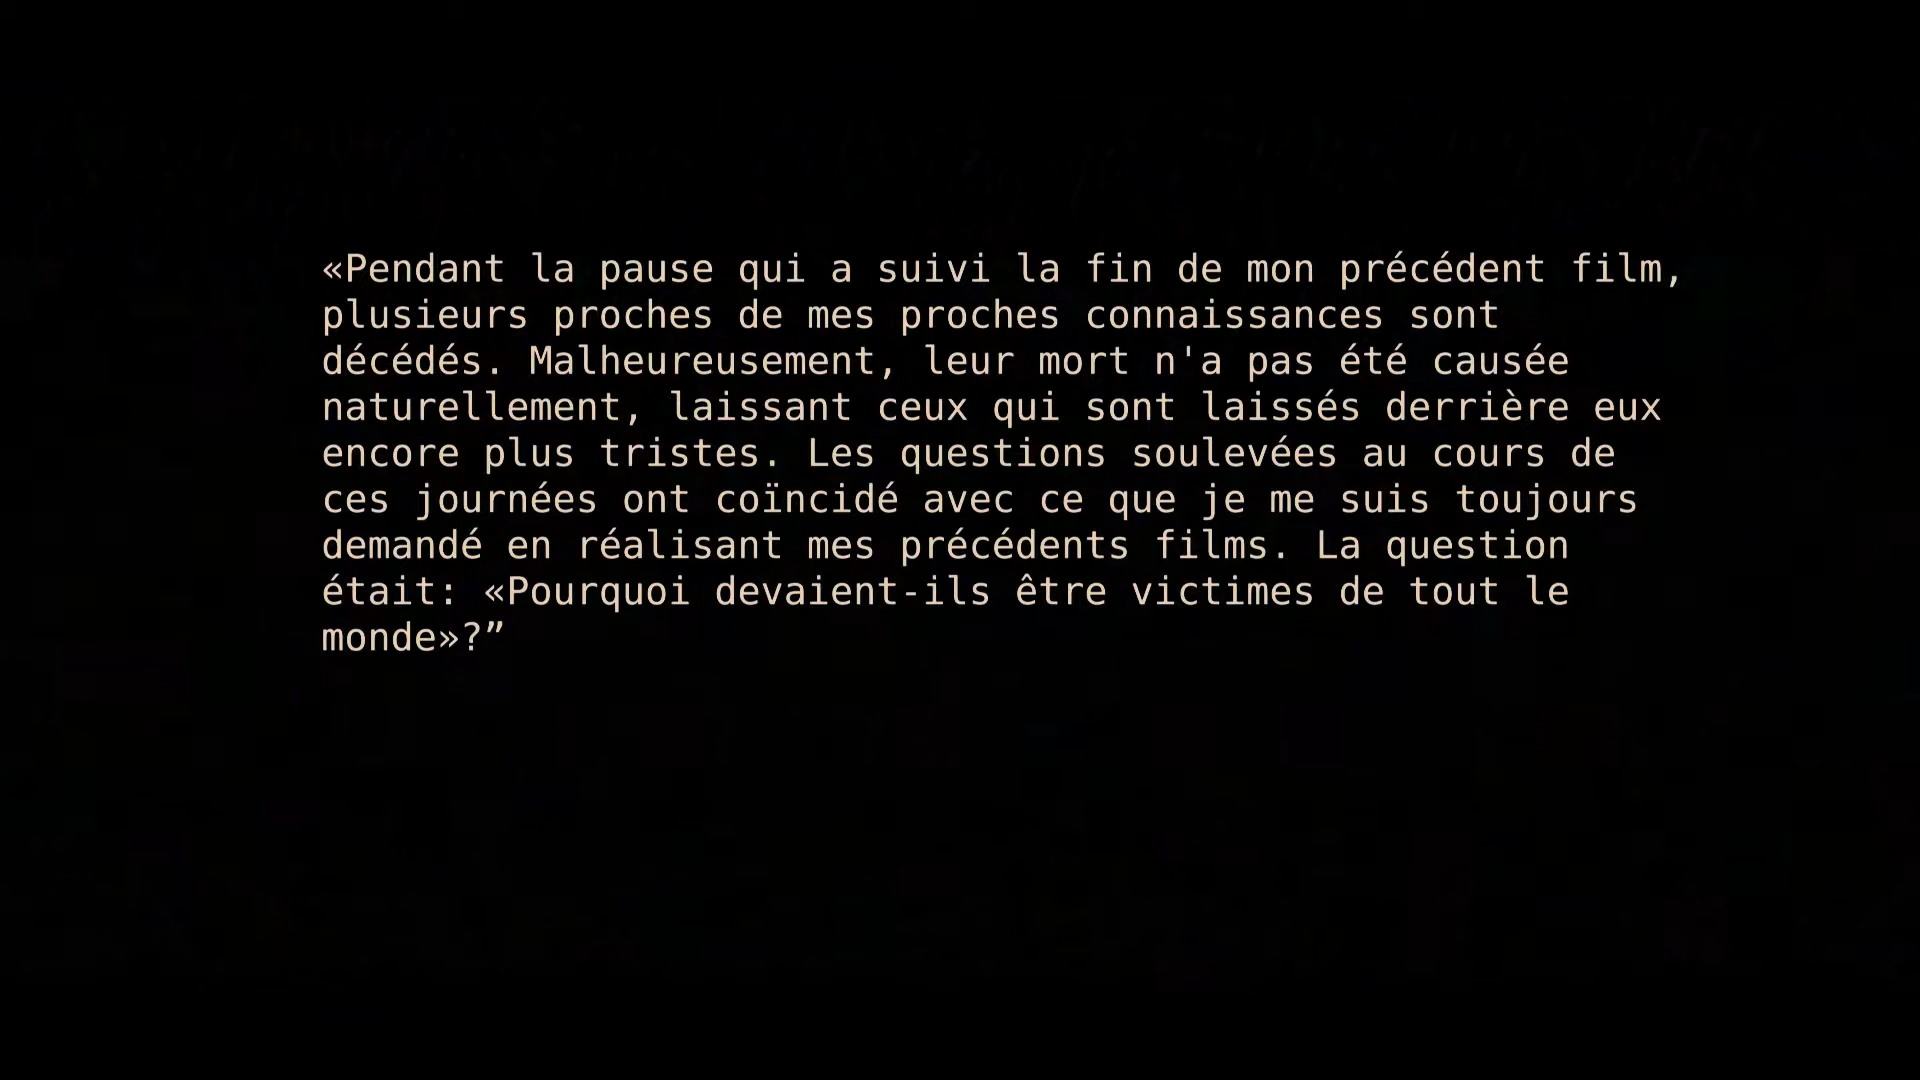 «Pendant la pause qui a suivi la fin de mon précédent film,
plusieurs proches de mes proches connaissances sont
décédés. Malheureusement, leur mort n'a pas été causée
naturellement, laissant ceux qui sont laissés derrière eux
encore plus tristes. Les questions soulevées au cours de
ces journées ont coïncidé avec ce que je me suis toujours
demandé en réalisant mes précédents films. La question
était: «Pourquoi devaient-ils être victimes de tout le
monde»?”